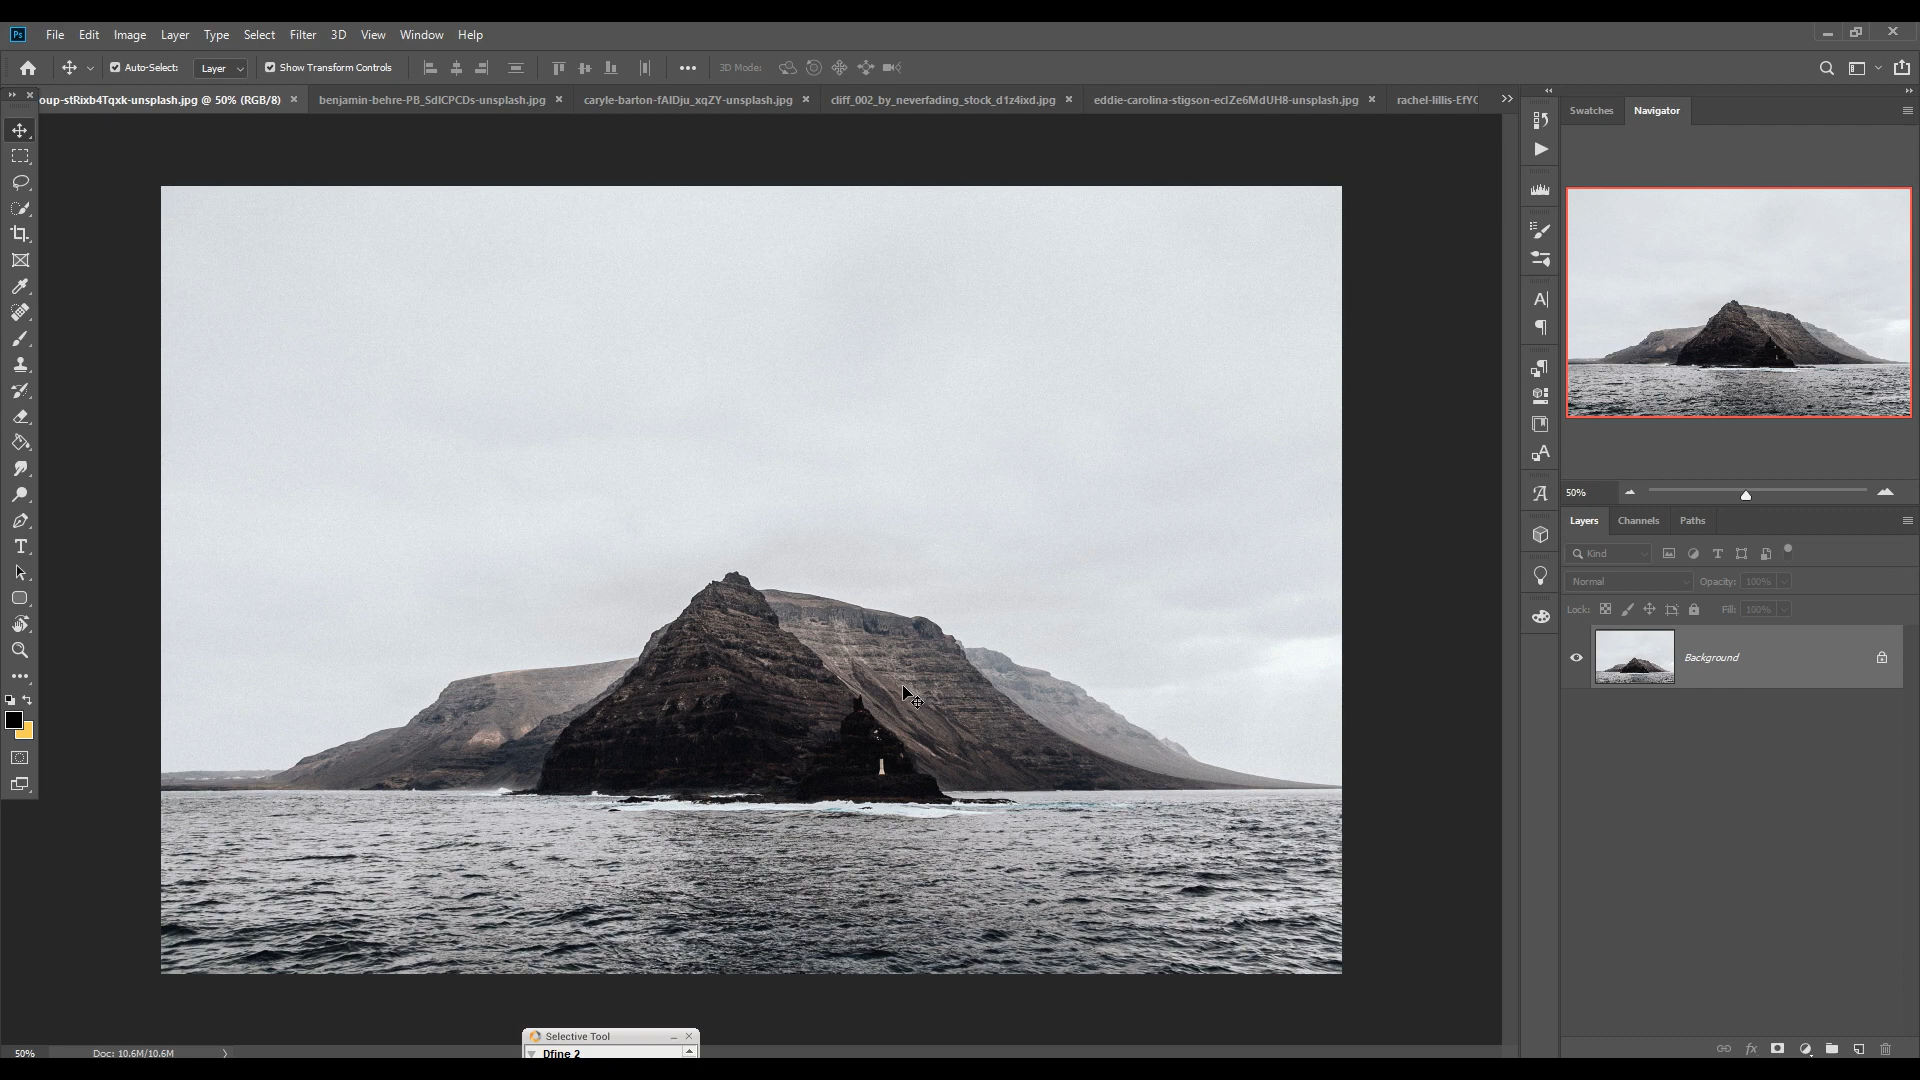 Ps File Edit Image Layer Type Select Filter 3D View Window Help
Auto-Select: Layer Show Transform Controls 3D Mode:
oup-stRixb4Tqxk-unsplash.jpg @ 50% (RGB/8) benjamin-behre-PB_SdlCPCDs-unsplash.jpg caryle-barton-fAlDju_xqZY-unsplash.jpg cliff_002_by_neverfading_stock_d1z4ixd.jpg eddie-carolina-stigson-eclZe6MdUH8-unsplash.jpg rachel-lillis-EfYC
Swatches Navigator
50%
Layers Channels Paths
Kind
Normal Opacity: 100%
Lock: Fill: 100%
Background
Selective Tool
50% Doc: 10.6M/10.6M Dfine 2